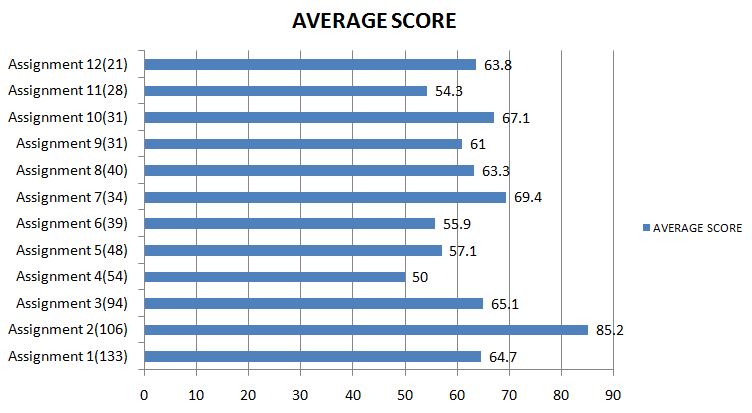 AVERAGE SCORE
Assignment 12(21) 63.8
Assignment 11(28) 54.3
Assignment 10(31) 67.1
Assignment 9(31) 61
Assignment 8(40) 63.3
Assignment 7(34) 69.4
Assignment 6(39) 55.9
AVERAGE SCORE
Assignment 5(48) 57.1
Assignment 4(54) 50
Assignment 3(94) 65.1
Assignment 2(106) 85.2
Assignment 1(133) 64.7
0 10 20 30 40 50 60 70 80 90